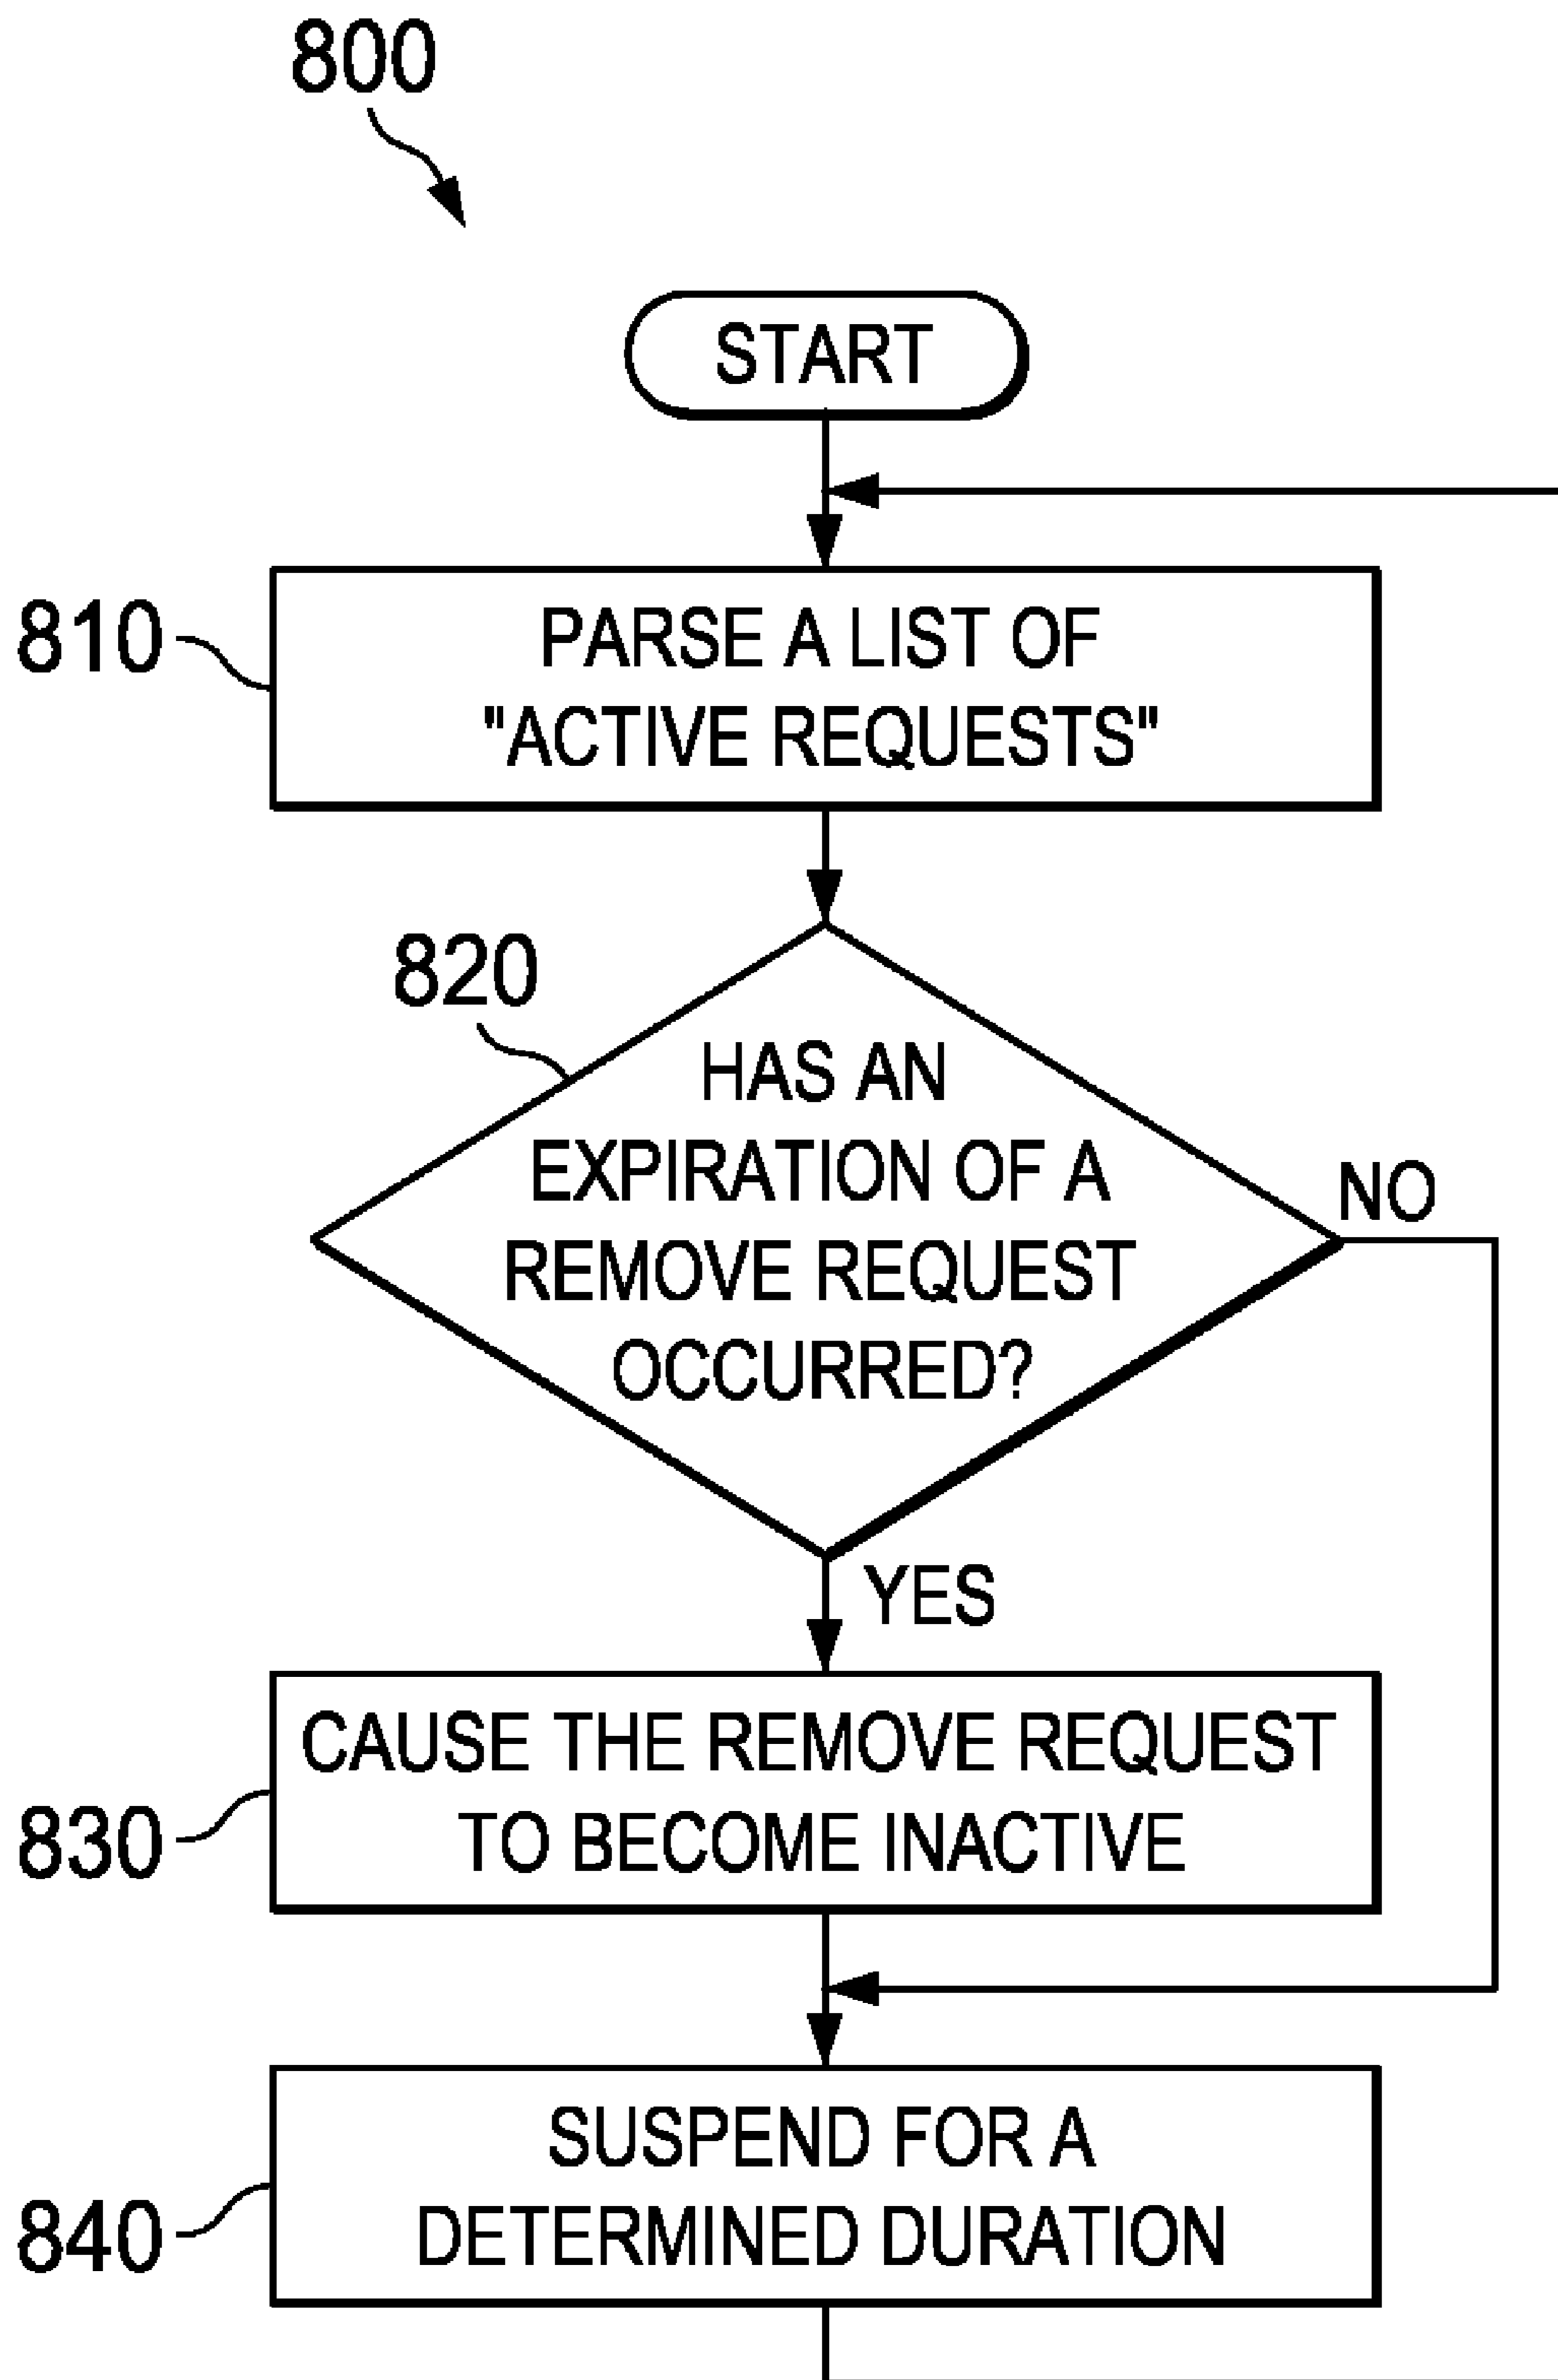 800
START
810
PARSE A LIST OF
"ACTIVE REQUESTS"
820
HAS AN
EXPIRATION OF A
REMOVE REQUEST
OCCURRED?
NO
YES
830
CAUSE THE REMOVE REQUEST
TO BECOME INACTIVE
840
SUSPEND FOR A
DETERMINED DURATION